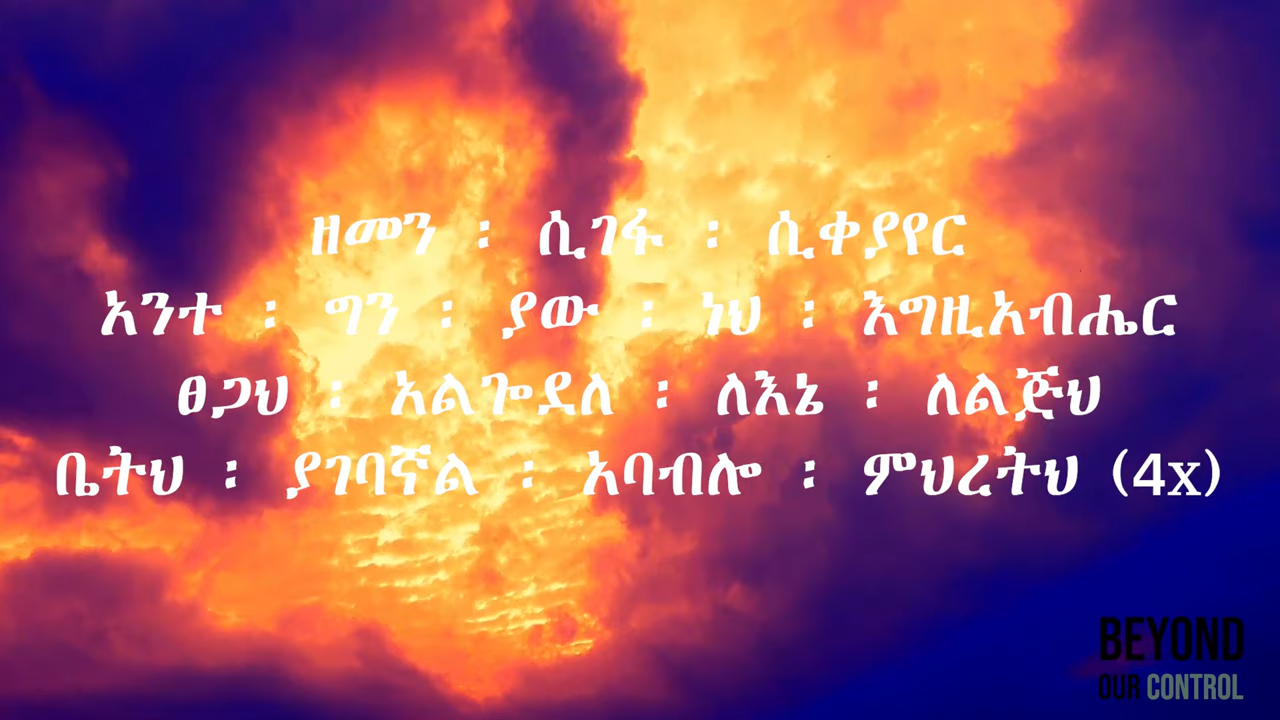 ዘመን ፡ ሲገፋ ፡ ሲቀያየር
አንተ ፡ ግን ፡ ያው ፡ ነህ ፡ እግዚአብሔር
ፀጋህ ፡ አልጐደለ ፡ ለእኔ ፡ ለልጅህ
ቤትህ ፡ ያገባኛል ፡ አባብሎ ፡ ምህረትህ (4x)
BEYOND
OUR CONTROL